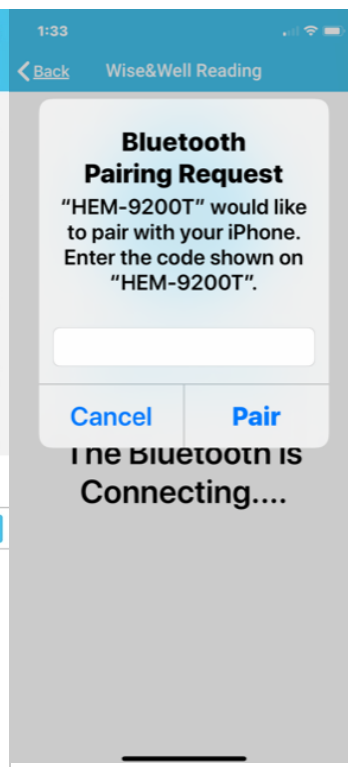 1:33
Back Wise&Well Reading
Bluetooth
Pairing Request
“HEM-9200T” would like
to pair with your iPhone.
Enter the code shown on
“HEM-9200T”.
Cancel Pair
The Bluetooth is
Connecting....